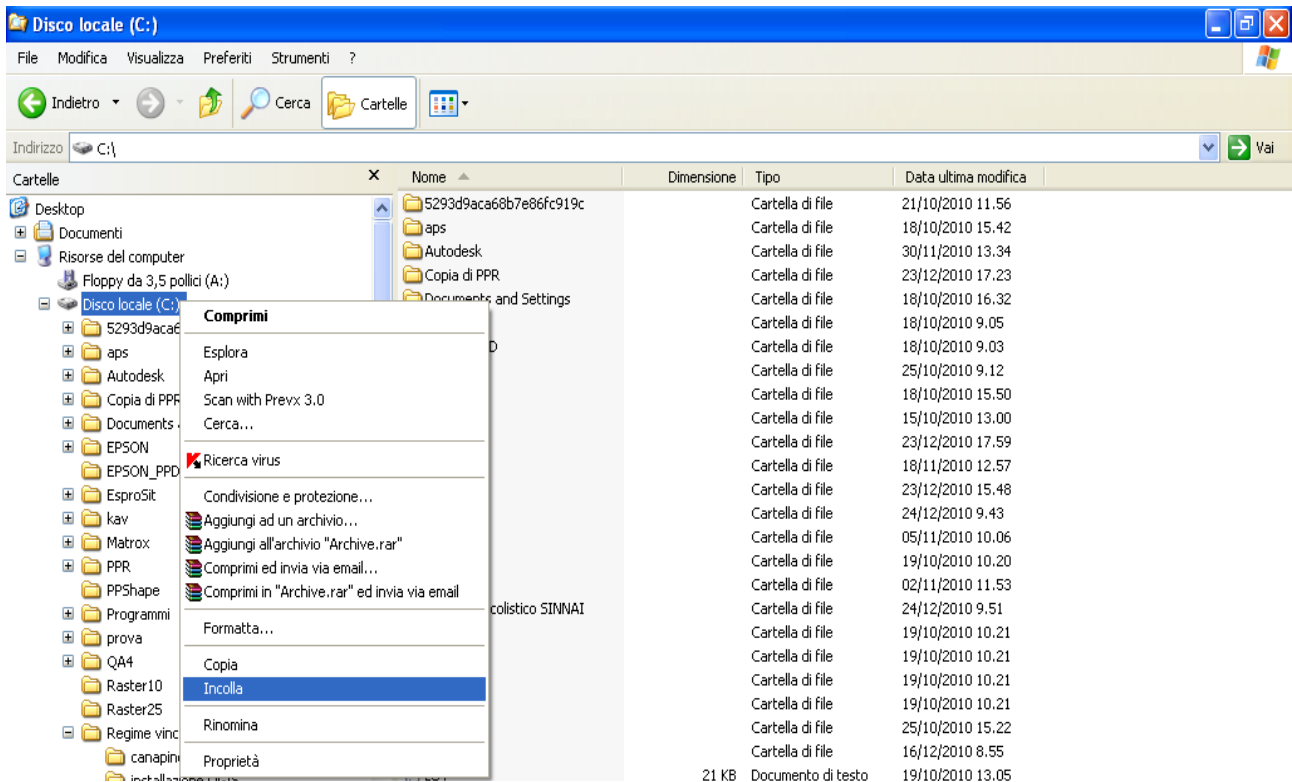 Disco locale (C:)
File Modifica Visualizza Preferiti Strumenti ?
Indietro Cerca Cartelle
Indirizzo C:\ Vai
Cartelle X Nome Dimensione Tipo Data ultima modifica
Desktop 5293d9aca68b7e86fc919c Cartella di file 21/10/2010 11.56
Documenti aps Cartella di file 18/10/2010 15.42
Risorse del computer Autodesk Cartella di file 30/11/2010 13.34
Floppy da 3,5 pollici (A:) Copia di PPR Cartella di file 23/12/2010 17.23
Disco locale (C:) Documents and Settings Cartella di file 18/10/2010 16.32
5293d9aca6 Comprimi Cartella di file 18/10/2010 9.05
aps Esplora D Cartella di file 18/10/2010 9.03
Autodesk Apri Cartella di file 25/10/2010 9.12
Copia di PPR Scan with Prevx 3.0 Cartella di file 18/10/2010 15.50
Documents Cerca... Cartella di file 15/10/2010 13.00
EPSON Ricerca virus Cartella di file 23/12/2010 17.59
EPSON_PPD Cartella di file 18/11/2010 12.57
EsproSit Condivisione e protezione... Cartella di file 23/12/2010 15.48
kav Aggiungi ad un archivio... Cartella di file 24/12/2010 9.43
Matrox Aggiungi all'archivio "Archive.rar" Cartella di file 05/11/2010 10.06
PPR Comprimi ed invia via email... Cartella di file 19/10/2010 10.20
PPShape Comprimi in "Archive.rar" ed invia via email Cartella di file 02/11/2010 11.53
Programmi colistico SINNAI Cartella di file 24/12/2010 9.51
prova Formatta... Cartella di file 19/10/2010 10.21
QA4 Copia Cartella di file 19/10/2010 10.21
Raster10 Incolla Cartella di file 19/10/2010 10.21
Raster25 Cartella di file 19/10/2010 10.21
Regime vinc Rinomina Cartella di file 25/10/2010 15.22
canapin Proprietà Cartella di file 16/12/2010 8.55
21 KB Documento di testo 19/10/2010 13.05